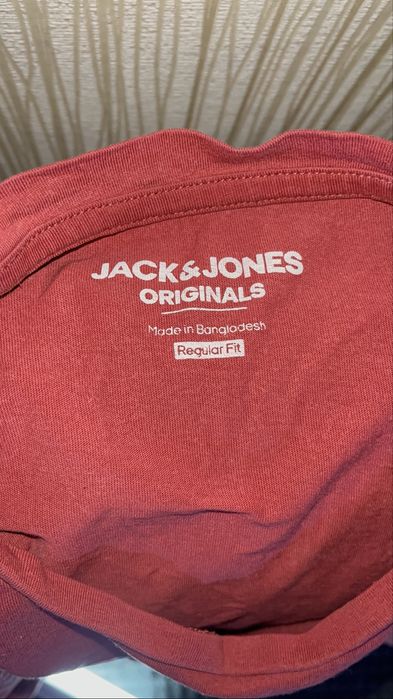 JACK&JONES
ORIGINALS
Made in Bangladesh
Regular Fit